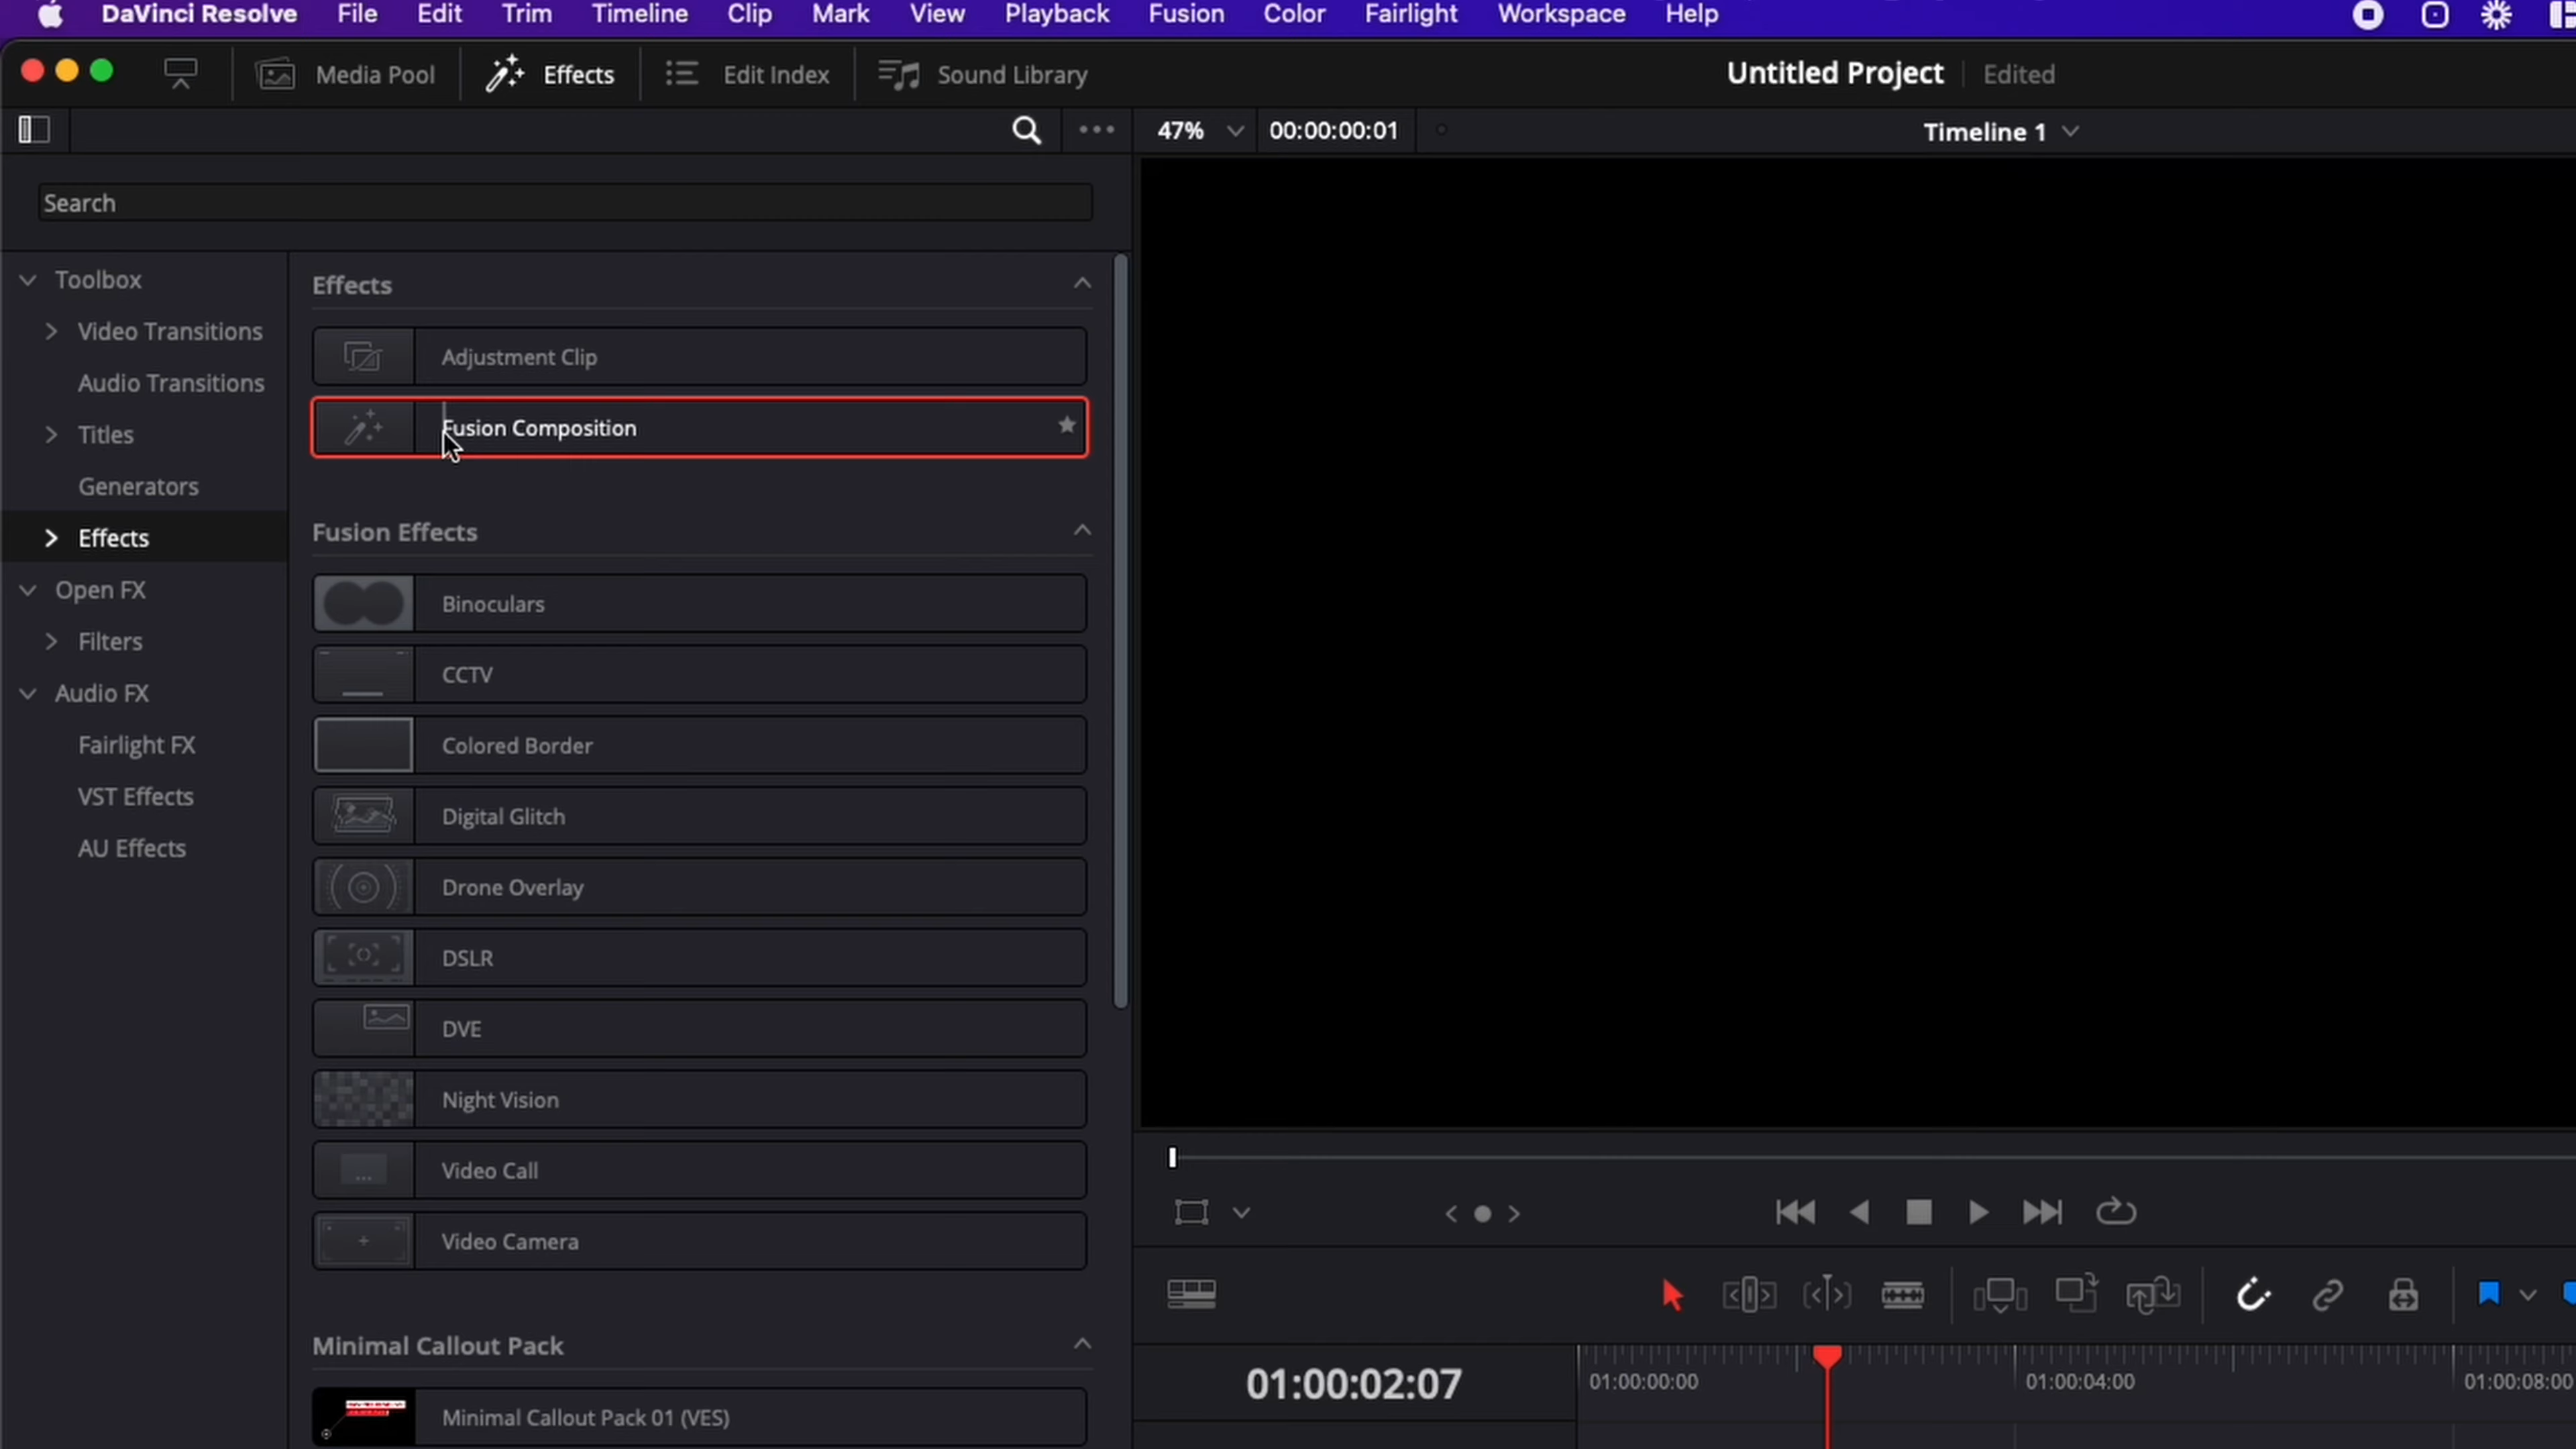 DaVinci Resolve File Edit Trim Timeline Clip Mark View Playback Fusion Color Fairlight Workspace Help
Media Pool Effects Edit Index Sound Library Untitled Project Edited
47% 00:00:00:01 Timeline 1
Search
Toolbox
Video Transitions
Audio Transitions
Titles
Generators
Effects
Open FX
Filters
Audio FX
Fairlight FX
VST Effects
AU Effects
Effects
Adjustment Clip
Fusion Composition
Fusion Effects
Binoculars
CCTV
Colored Border
Digital Glitch
Drone Overlay
DSLR
DVE
Night Vision
Video Call
Video Camera
Minimal Callout Pack
Minimal Callout Pack 01 (VES)
01:00:02:07 01:00:00:00 01:00:04:00 01:00:08:00